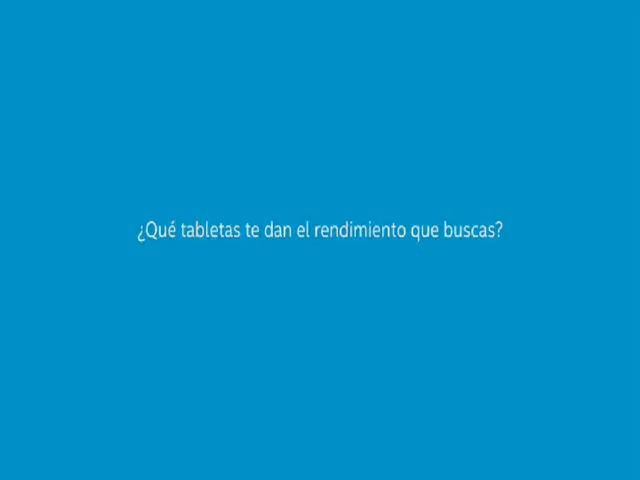 ¿Qué tabletas te dan el rendimiento que buscas?